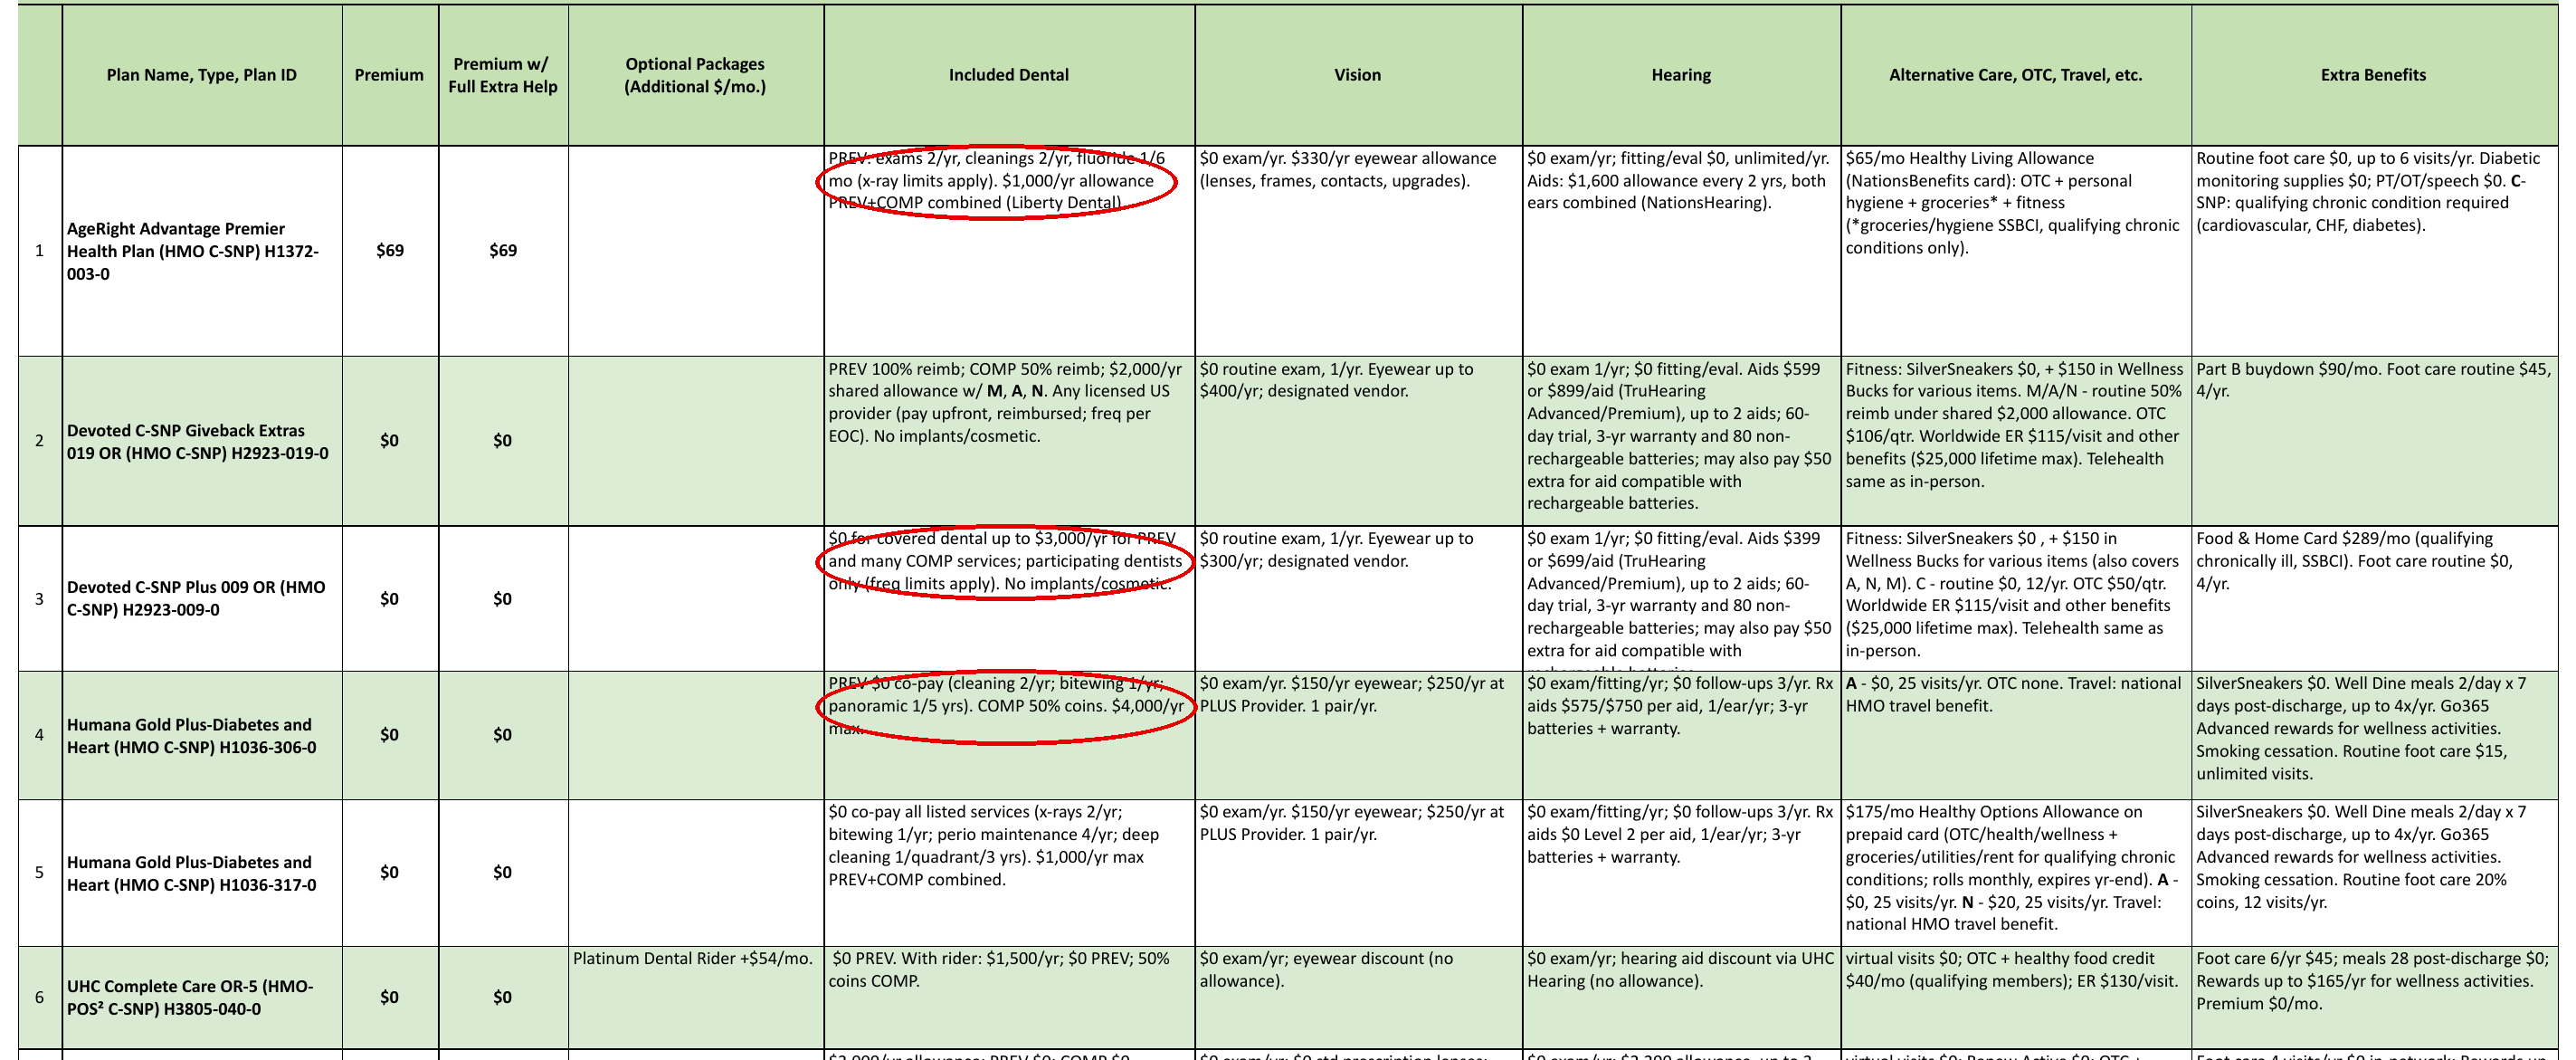 Plan Name, Type, Plan ID
Premium
Premium w/
Full Extra Help
Optional Packages
(Additional $/mo.)
Included Dental
Vision
Hearing
Alternative Care, OTC, Travel, etc.
Extra Benefits
1
AgeRight Advantage Premier
Health Plan (HMO C-SNP) H1372-
003-0
$69
$69
PREV: exams 2/yr, cleanings 2/yr, fluoride 1/6
mo (x-ray limits apply). $1,000/yr allowance
PREV+COMP combined (Liberty Dental)
$0 exam/yr. $330/yr eyewear allowance
(lenses, frames, contacts, upgrades).
$0 exam/yr; fitting/eval $0, unlimited/yr.
Aids: $1,600 allowance every 2 yrs, both
ears combined (NationsHearing).
$65/mo Healthy Living Allowance
(NationsBenefits card): OTC + personal
hygiene + groceries* + fitness
(*groceries/hygiene SSBCI, qualifying chronic
conditions only).
Routine foot care $0, up to 6 visits/yr. Diabetic
monitoring supplies $0; PT/OT/speech $0. C-
SNP: qualifying chronic condition required
(cardiovascular, CHF, diabetes).
2
Devoted C-SNP Giveback Extras
019 OR (HMO C-SNP) H2923-019-0
$0
$0
PREV 100% reimb; COMP 50% reimb; $2,000/yr
shared allowance w/ M, A, N. Any licensed US
provider (pay upfront, reimbursed; freq per
EOC). No implants/cosmetic.
$0 routine exam, 1/yr. Eyewear up to
$400/yr; designated vendor.
$0 exam 1/yr; $0 fitting/eval. Aids $599
or $899/aid (TruHearing
Advanced/Premium), up to 2 aids; 60-
day trial, 3-yr warranty and 80 non-
rechargeable batteries; may also pay $50
extra for aid compatible with
rechargeable batteries.
Fitness: SilverSneakers $0, + $150 in Wellness
Bucks for various items. M/A/N - routine 50%
reimb under shared $2,000 allowance. OTC
$106/qtr. Worldwide ER $115/visit and other
benefits ($25,000 lifetime max). Telehealth
same as in-person.
Part B buydown $90/mo. Foot care routine $45,
4/yr.
3
Devoted C-SNP Plus 009 OR (HMO
C-SNP) H2923-009-0
$0
$0
$0 for covered dental up to $3,000/yr for PREV
and many COMP services; participating dentists
only (freq limits apply). No implants/cosmetic.
$0 routine exam, 1/yr. Eyewear up to
$300/yr; designated vendor.
$0 exam 1/yr; $0 fitting/eval. Aids $399
or $699/aid (TruHearing
Advanced/Premium), up to 2 aids; 60-
day trial, 3-yr warranty and 80 non-
rechargeable batteries; may also pay $50
extra for aid compatible with
Fitness: SilverSneakers $0 , + $150 in
Wellness Bucks for various items (also covers
A, N, M). C - routine $0, 12/yr. OTC $50/qtr.
Worldwide ER $115/visit and other benefits
($25,000 lifetime max). Telehealth same as
in-person.
Food & Home Card $289/mo (qualifying
chronically ill, SSBCI). Foot care routine $0,
4/yr.
4
Humana Gold Plus-Diabetes and
Heart (HMO C-SNP) H1036-306-0
$0
$0
PREV $0 co-pay (cleaning 2/yr; bitewing 1/yr;
panoramic 1/5 yrs). COMP 50% coins. $4,000/yr
max.
$0 exam/yr. $150/yr eyewear; $250/yr at
PLUS Provider. 1 pair/yr.
$0 exam/fitting/yr; $0 follow-ups 3/yr. Rx
aids $575/$750 per aid, 1/ear/yr; 3-yr
batteries + warranty.
A - $0, 25 visits/yr. OTC none. Travel: national
HMO travel benefit.
SilverSneakers $0. Well Dine meals 2/day x 7
days post-discharge, up to 4x/yr. Go365
Advanced rewards for wellness activities.
Smoking cessation. Routine foot care $15,
unlimited visits.
5
Humana Gold Plus-Diabetes and
Heart (HMO C-SNP) H1036-317-0
$0
$0
$0 co-pay all listed services (x-rays 2/yr;
bitewing 1/yr; perio maintenance 4/yr; deep
cleaning 1/quadrant/3 yrs). $1,000/yr max
PREV+COMP combined.
$0 exam/yr. $150/yr eyewear; $250/yr at
PLUS Provider. 1 pair/yr.
$0 exam/fitting/yr; $0 follow-ups 3/yr. Rx
aids $0 Level 2 per aid, 1/ear/yr; 3-yr
batteries + warranty.
$175/mo Healthy Options Allowance on
prepaid card (OTC/health/wellness +
groceries/utilities/rent for qualifying chronic
conditions; rolls monthly, expires yr-end). A -
$0, 25 visits/yr. N - $20, 25 visits/yr. Travel:
national HMO travel benefit.
SilverSneakers $0. Well Dine meals 2/day x 7
days post-discharge, up to 4x/yr. Go365
Advanced rewards for wellness activities.
Smoking cessation. Routine foot care 20%
coins, 12 visits/yr.
6
UHC Complete Care OR-5 (HMO-
POS² C-SNP) H3805-040-0
$0
$0
Platinum Dental Rider +$54/mo.
$0 PREV. With rider: $1,500/yr; $0 PREV; 50%
coins COMP.
$0 exam/yr; eyewear discount (no
allowance).
$0 exam/yr; hearing aid discount via UHC
Hearing (no allowance).
virtual visits $0; OTC + healthy food credit
$40/mo (qualifying members); ER $130/visit.
Foot care 6/yr $45; meals 28 post-discharge $0;
Rewards up to $165/yr for wellness activities.
Premium $0/mo.